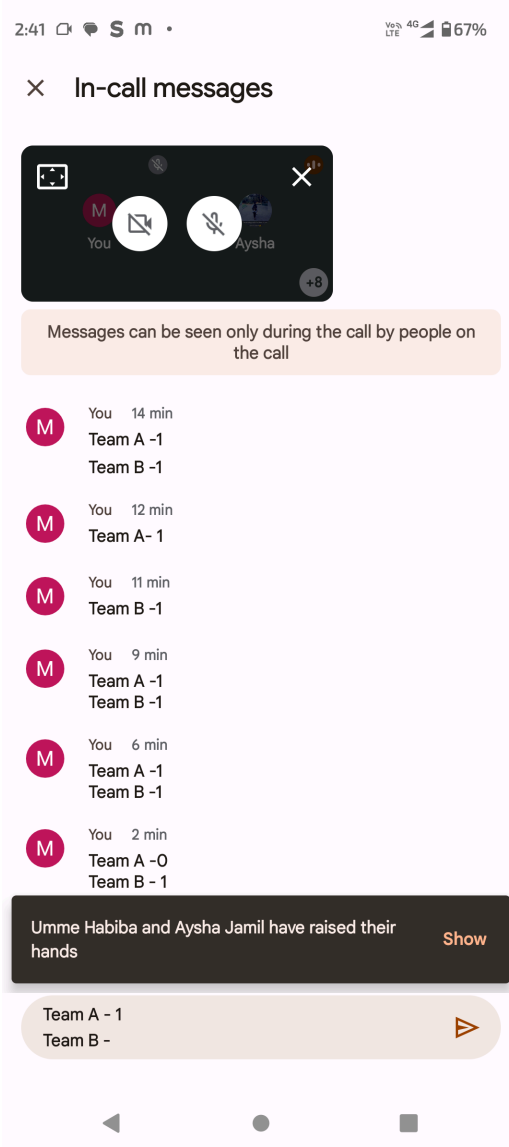 2:41 S m • Vo)) LTE 4G 67%
In-call messages
M
You
Aysha
+8
Messages can be seen only during the call by people on
the call
M
You 14 min
Team A -1
Team B -1
M
You 12 min
Team A- 1
M
You 11 min
Team B -1
M
You 9 min
Team A -1
Team B -1
M
You 6 min
Team A -1
Team B -1
M
You 2 min
Team A -0
Team B - 1
Umme Habiba and Aysha Jamil have raised their
hands
Show
Team A - 1
Team B -